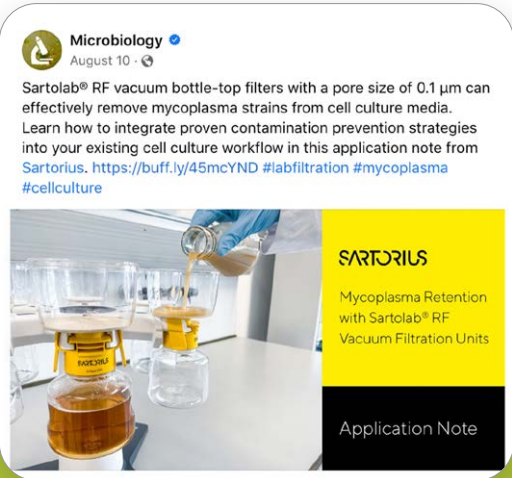 Microbiology
August 10
Sartolab® RF vacuum bottle-top filters with a pore size of 0.1 µm can
effectively remove mycoplasma strains from cell culture media.
Learn how to integrate proven contamination prevention strategies
into your existing cell culture workflow in this application note from
Sartorius. https://buff.ly/45mcYND #labfiltration #mycoplasma
#cellculture
SARTORIUS
Mycoplasma Retention
with Sartolab® RF
Vacuum Filtration Units
Application Note
SARTORIUS